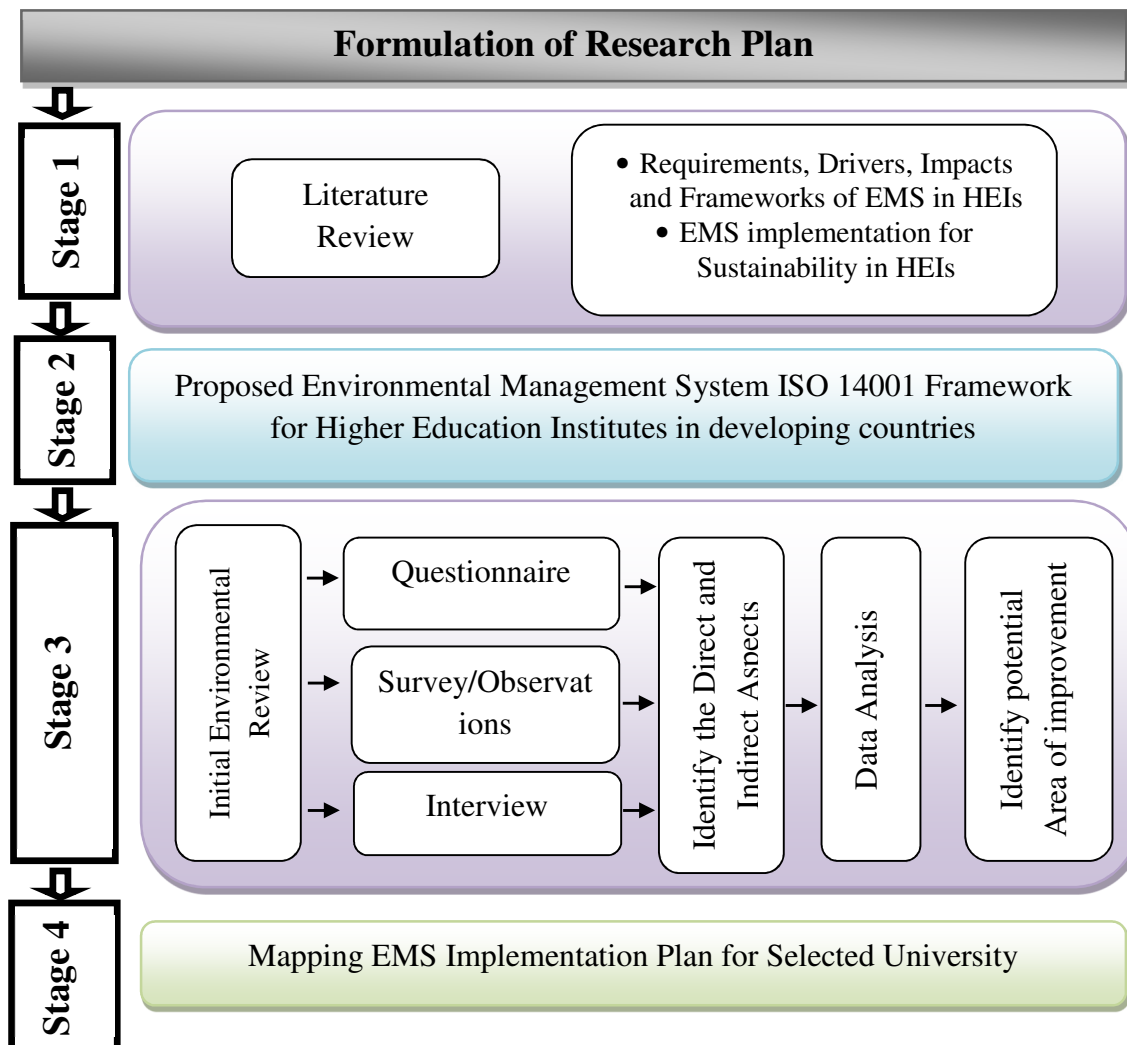 Formulation of Research Plan
Stage 1
Literature
Review
• Requirements, Drivers, Impacts
and Frameworks of EMS in HEIs
• EMS implementation for
Sustainability in HEIs
Stage 2
Proposed Environmental Management System ISO 14001 Framework
for Higher Education Institutes in developing countries
Stage 3
Initial Environmental
Review
Questionnaire
Survey/Observat
ions
Interview
Identify the Direct and
Indirect Aspects
Data Analysis
Identify potential
Area of improvement
Stage 4
Mapping EMS Implementation Plan for Selected University